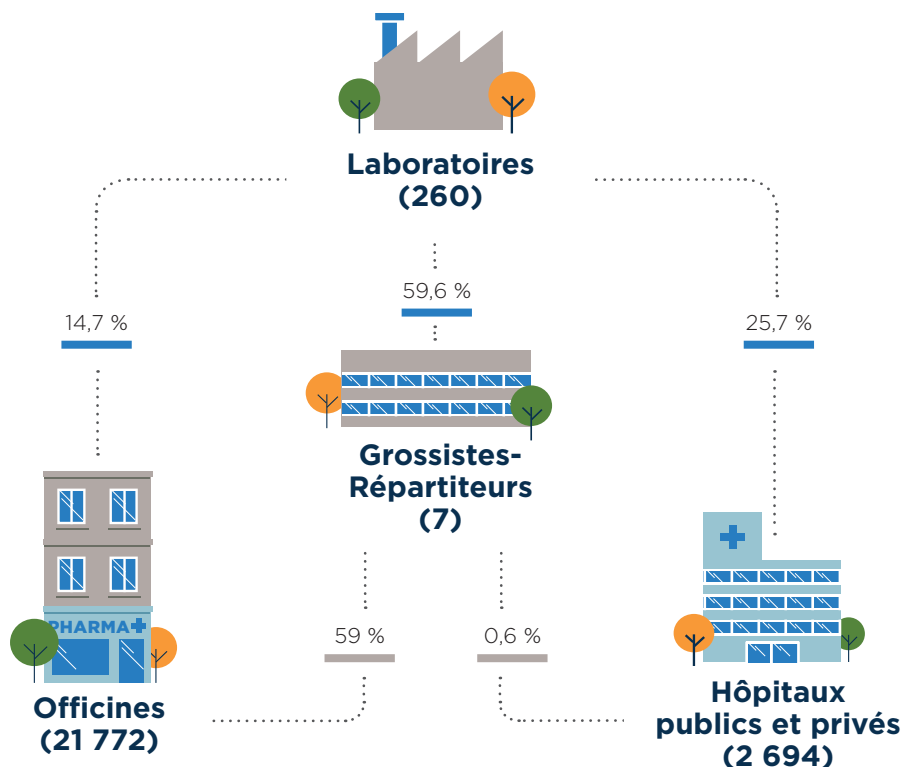 Laboratoires
(260)
59,6 %
14,7 %
25,7 %
Grossistes-
Répartiteurs
(7)
PHARMA
59 %
0,6 %
Officines
(21 772)
Hôpitaux
publics et privés
(2 694)